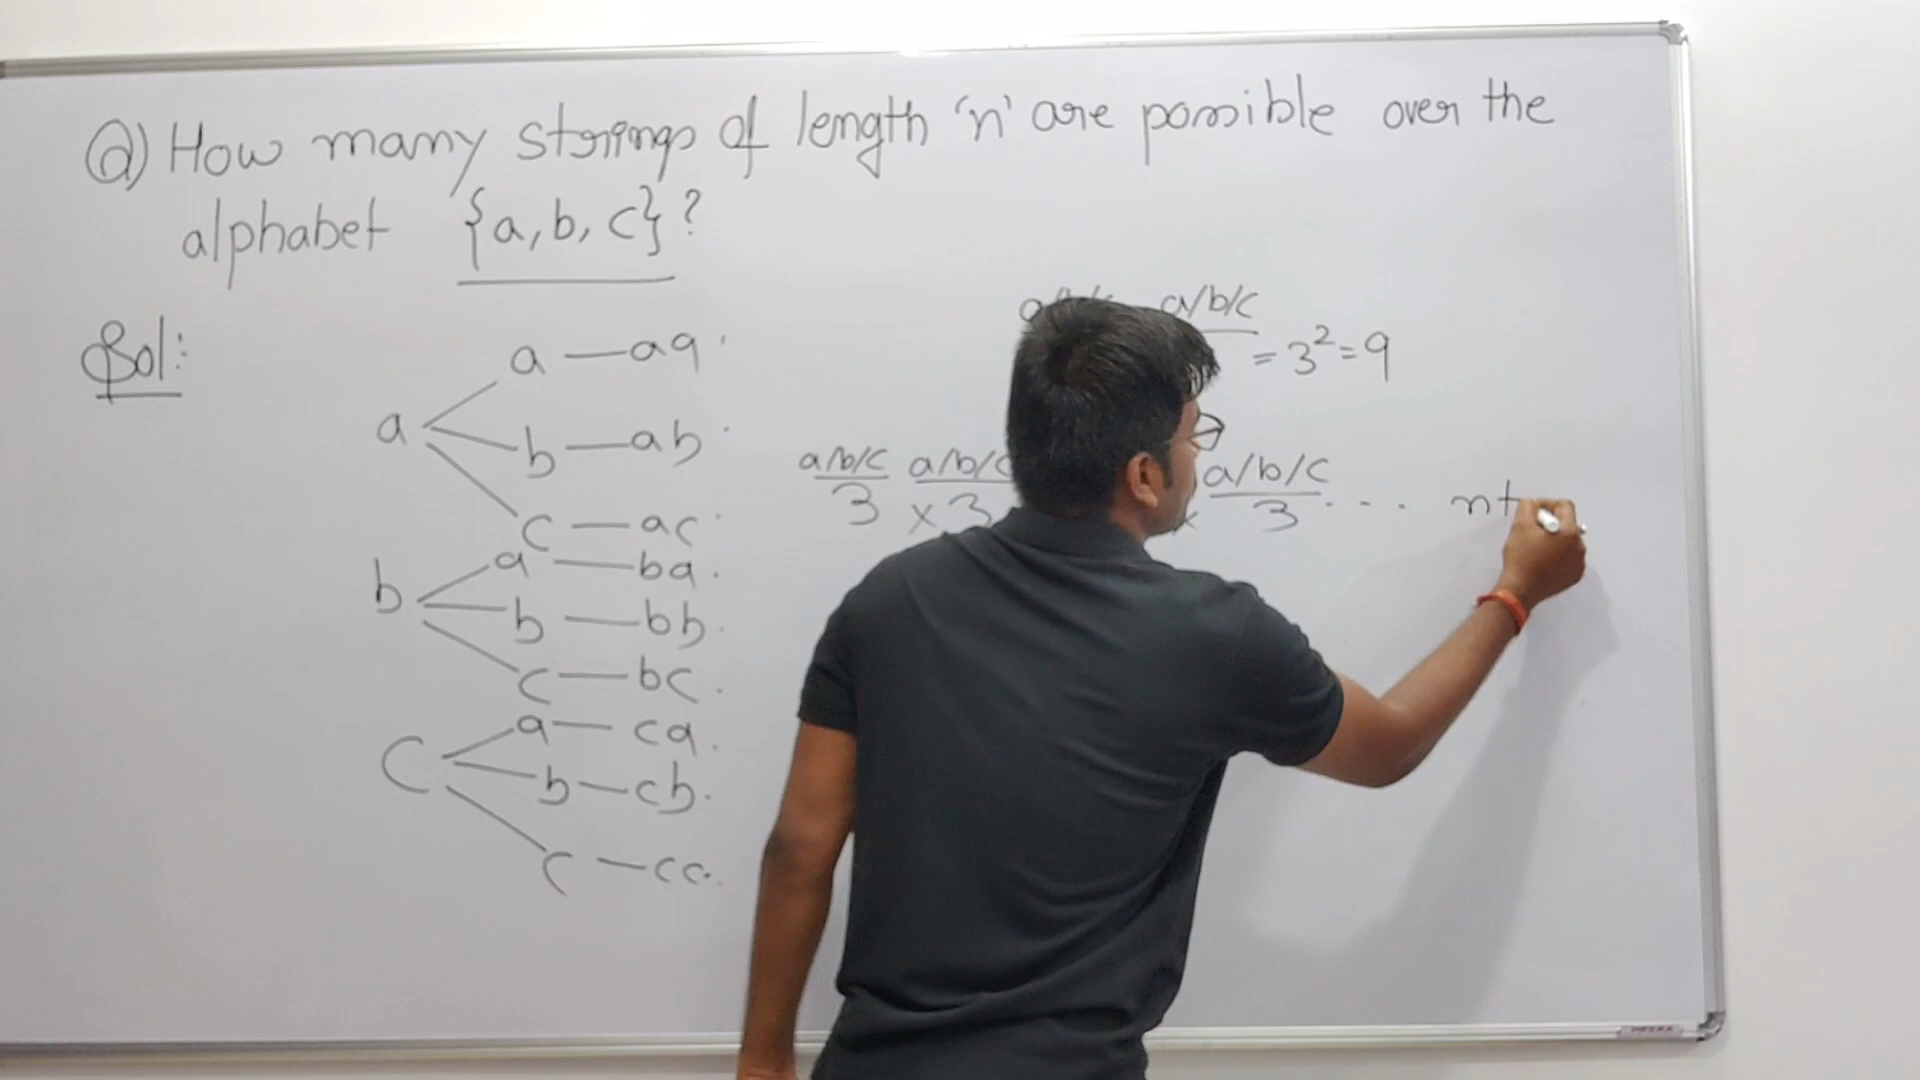 Q) How many strings of length 'n' are possible over the
alphabet {a, b, c}?
Sol:
a — aa
a
b — ab
c — ac
a — ba
b
b — bb
c — bc
a — ca
c
b — cb
c — cc
a/b/c
= 3² = 9
a/b/c a/b/c a/b/c
3 × 3 × 3 . . . nt